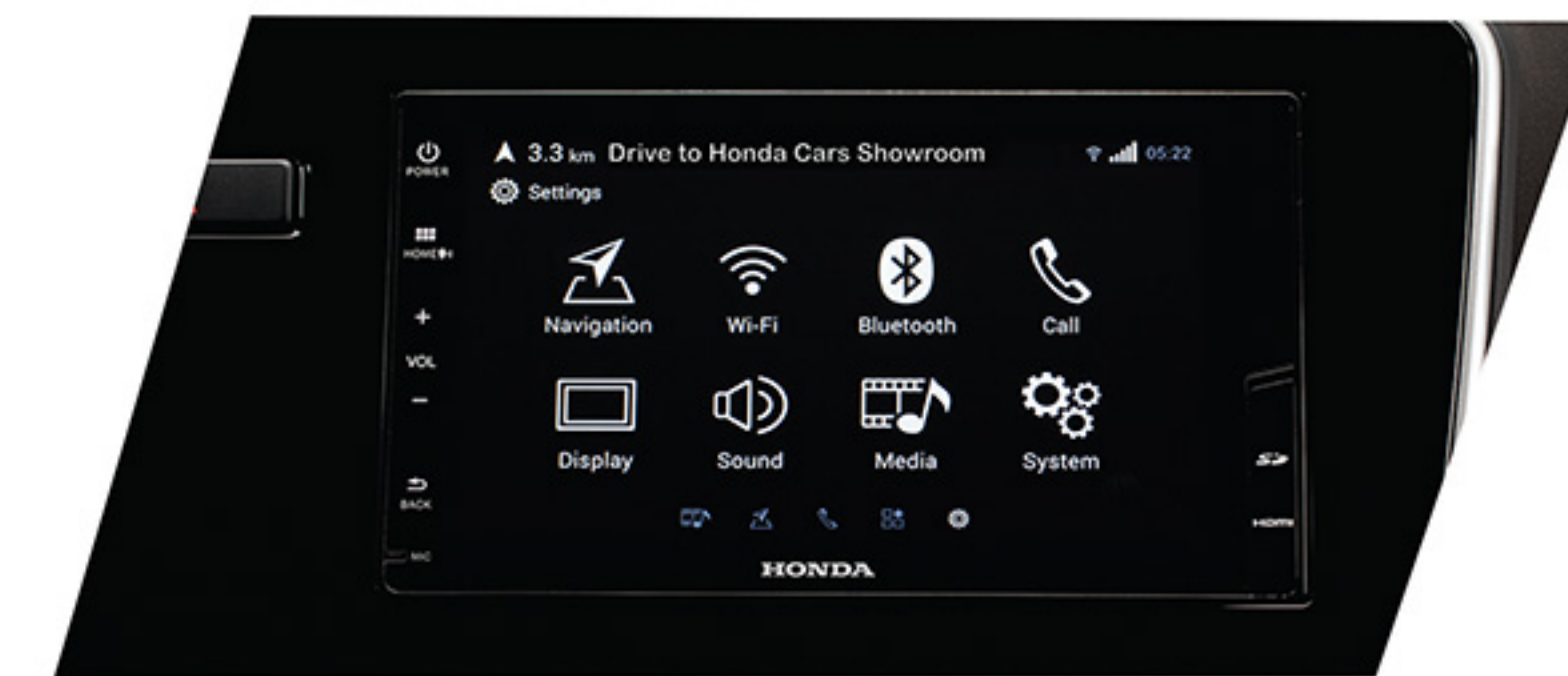 3.3 km Drive to Honda Cars Showroom
05:22
Settings
POWER
HOME
Navigation Wi-Fi Bluetooth Call
+
VOL
−
Display Sound Media System
BACK
MIC
SD
HDMI
HONDA